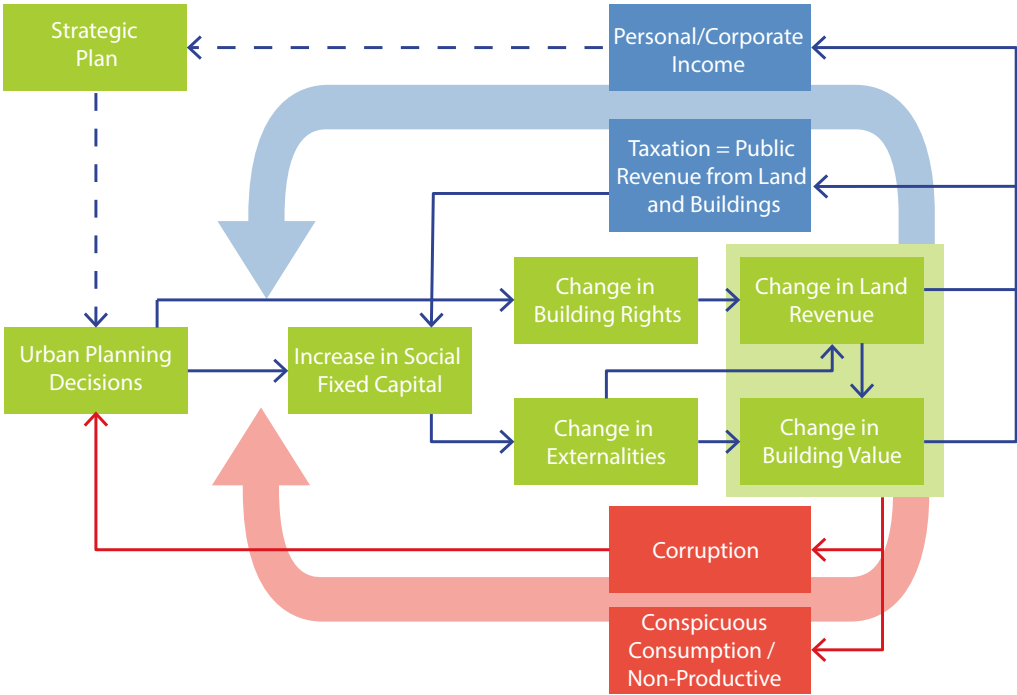 Strategic
Plan
Personal/Corporate
Income
Taxation = Public
Revenue from Land
and Buildings
Change in
Building Rights
Change in Land
Revenue
Urban Planning
Decisions
Increase in Social
Fixed Capital
Change in
Externalities
Change in
Building Value
Corruption
Conspicuous
Consumption /
Non-Productive